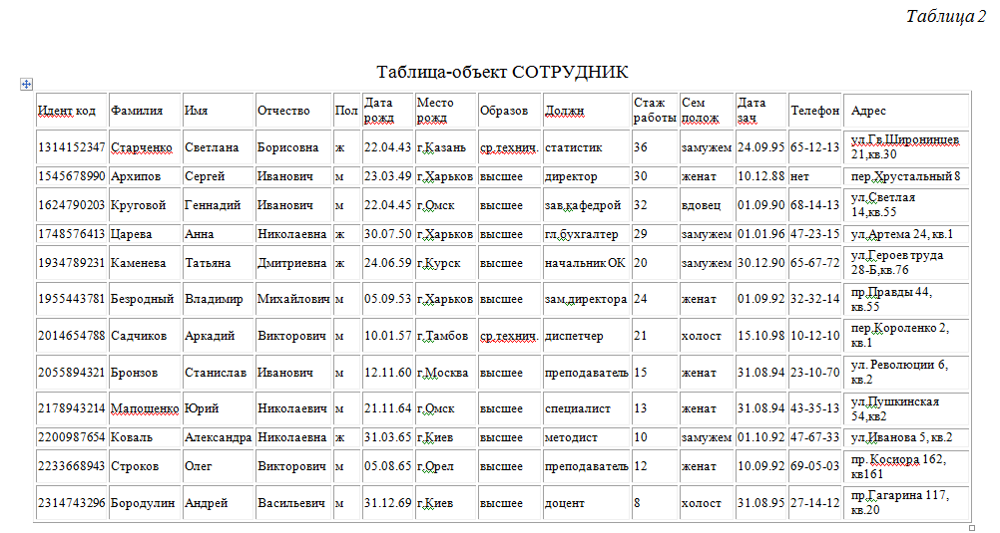 Таблица 2
Таблица-объект СОТРУДНИК
Идент код Фамилия Имя Отчество Пол Дата рожд Место рожд Образов Должн Стаж работы Сем полож Дата зач Телефон Адрес
1314152347 Старченко Светлана Борисовна ж 22.04.43 г.Казань ср.технич. статистик 36 замужем 24.09.95 65-12-13 ул.Гв.Широнинцев 21,кв.30
1545678990 Архипов Сергей Иванович м 23.03.49 г.Харьков высшее директор 30 женат 10.12.88 нет пер.Хрустальный 8
1624790203 Круговой Геннадий Иванович м 22.04.45 г.Омск высшее зав.кафедрой 32 вдовец 01.09.90 68-14-13 ул.Светлая 14,кв.55
1748576413 Царева Анна Николаевна ж 30.07.50 г.Харьков высшее гл.бухгалтер 29 замужем 01.01.96 47-23-15 ул.Артема 24, кв.1
1934789231 Каменева Татьяна Дмитриевна ж 24.06.59 г.Курск высшее начальник ОК 20 замужем 30.12.90 65-67-72 ул.Героев труда 28-Б,кв.76
1955443781 Безродный Владимир Михайлович м 05.09.53 г.Харьков высшее зам.директора 24 женат 01.09.92 32-32-14 пр.Правды 44, кв.55
2014654788 Садчиков Аркадий Викторович м 10.01.57 г.Тамбов ср.технич. диспетчер 21 холост 15.10.98 10-12-10 пер.Короленко 2, кв.1
2055894321 Бронзов Станислав Иванович м 12.11.60 г.Москва высшее преподаватель 15 женат 31.08.94 23-10-70 ул. Революции 6, кв.2
2178943214 Мапошенко Юрий Николаевич м 21.11.64 г.Омск высшее специалист 13 женат 31.08.94 43-35-13 ул.Пушкинская 54,кв2
2200987654 Коваль Александра Николаевна ж 31.03.65 г.Киев высшее методист 10 замужем 01.10.92 47-67-33 ул.Иванова 5, кв.2
2233668943 Строков Олег Викторович м 05.08.65 г.Орел высшее преподаватель 12 женат 10.09.92 69-05-03 пр. Косиора 162, кв161
2314743296 Бородулин Андрей Васильевич м 31.12.69 г.Киев высшее доцент 8 холост 31.08.95 27-14-12 пр.Гагарина 117, кв.20